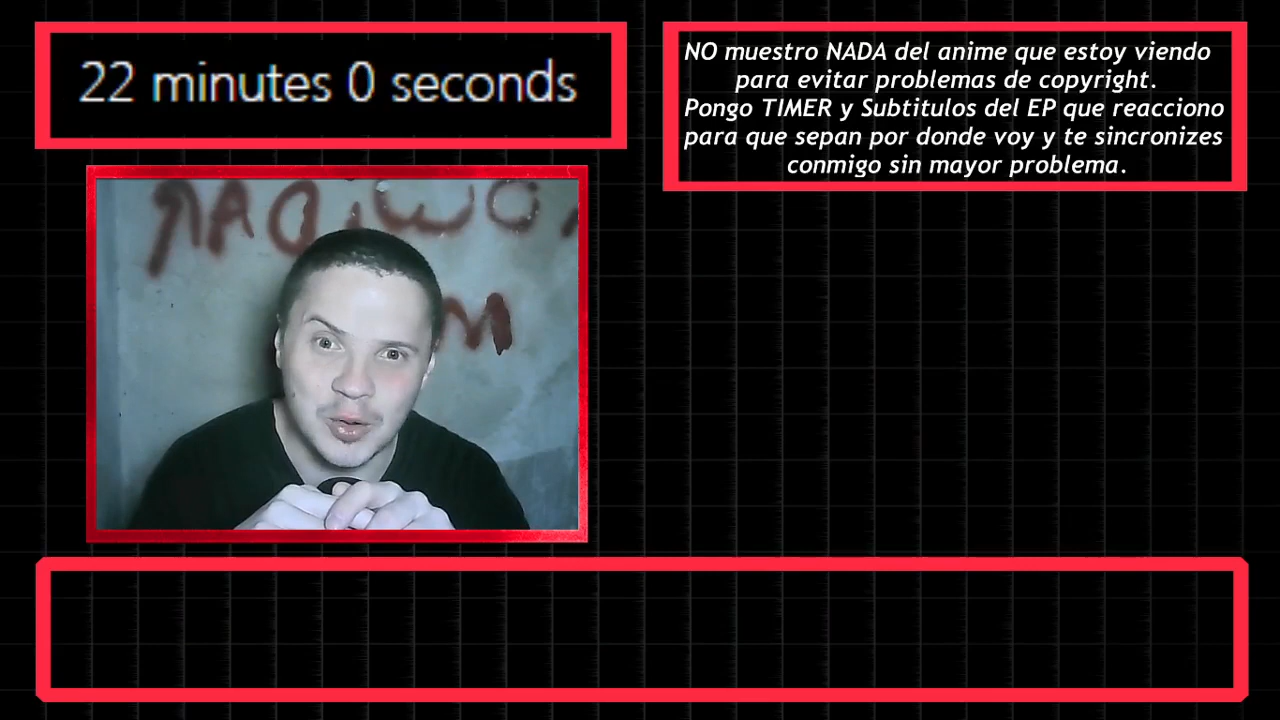 22 minutes 0 seconds
NO muestro NADA del anime que estoy viendo
para evitar problemas de copyright.
Pongo TIMER y Subtitulos del EP que reacciono
para que sepan por donde voy y te sincronizes
conmigo sin mayor problema.